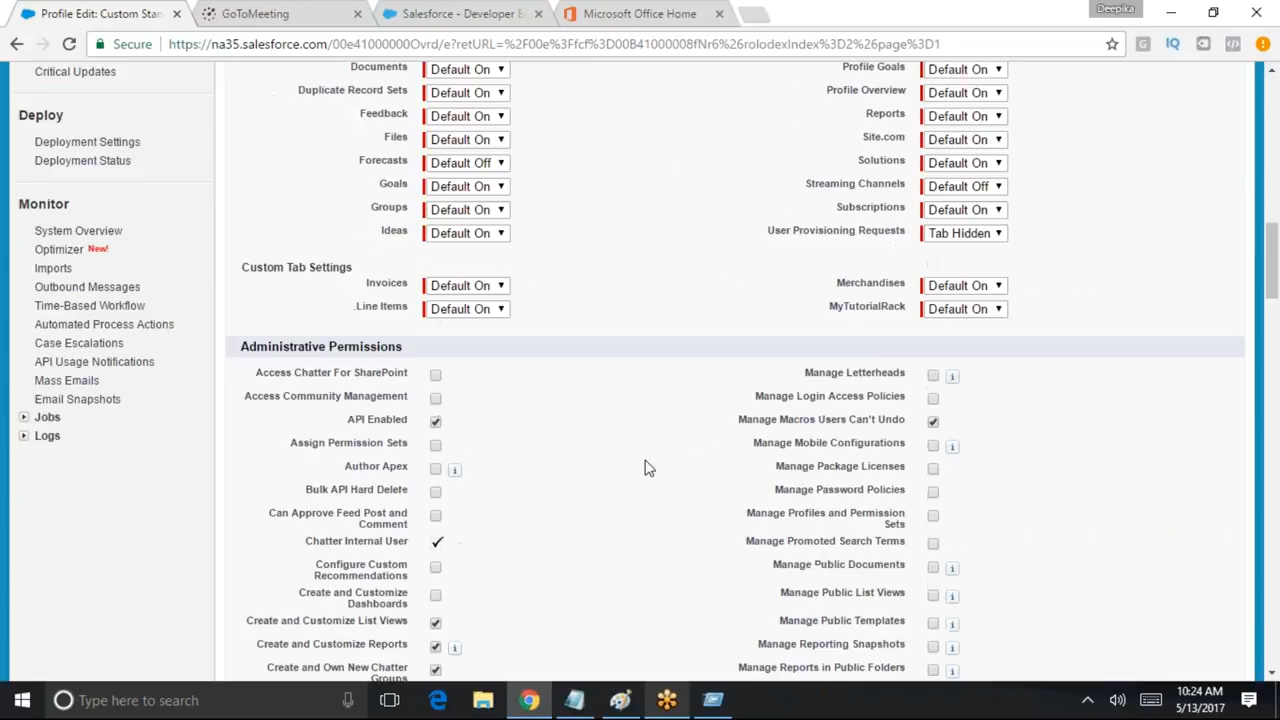 Profile Edit: Custom Stan
GoToMeeting
Salesforce - Developer E
Microsoft Office Home
Deepika
Secure
https://na35.salesforce.com/00e41000000Ovrd/e?retURL=%2F00e%3Ffcf%3D00B41000008fNr6%26rolodexIndex%3D2%26page%3D1
Critical Updates
Deploy
Deployment Settings
Deployment Status
Monitor
System Overview
Optimizer New!
Imports
Outbound Messages
Time-Based Workflow
Automated Process Actions
Case Escalations
API Usage Notifications
Mass Emails
Email Snapshots
Jobs
Logs
Documents Default On Profile Goals Default On
Duplicate Record Sets Default On Profile Overview Default On
Feedback Default On Reports Default On
Files Default On Site.com Default On
Forecasts Default Off Solutions Default On
Goals Default On Streaming Channels Default Off
Groups Default On Subscriptions Default On
Ideas Default On User Provisioning Requests Tab Hidden
Custom Tab Settings
Invoices Default On Merchandises Default On
Line Items Default On MyTutorialRack Default On
Administrative Permissions
Access Chatter For SharePoint Manage Letterheads
Access Community Management Manage Login Access Policies
API Enabled Manage Macros Users Can't Undo
Assign Permission Sets Manage Mobile Configurations
Author Apex Manage Package Licenses
Bulk API Hard Delete Manage Password Policies
Can Approve Feed Post and Manage Profiles and Permission
Comment Sets
Chatter Internal User Manage Promoted Search Terms
Configure Custom Manage Public Documents
Recommendations
Create and Customize Manage Public List Views
Dashboards
Create and Customize List Views Manage Public Templates
Create and Customize Reports Manage Reporting Snapshots
Create and Own New Chatter Manage Reports in Public Folders
Groups
Type here to search
10:24 AM
5/13/2017